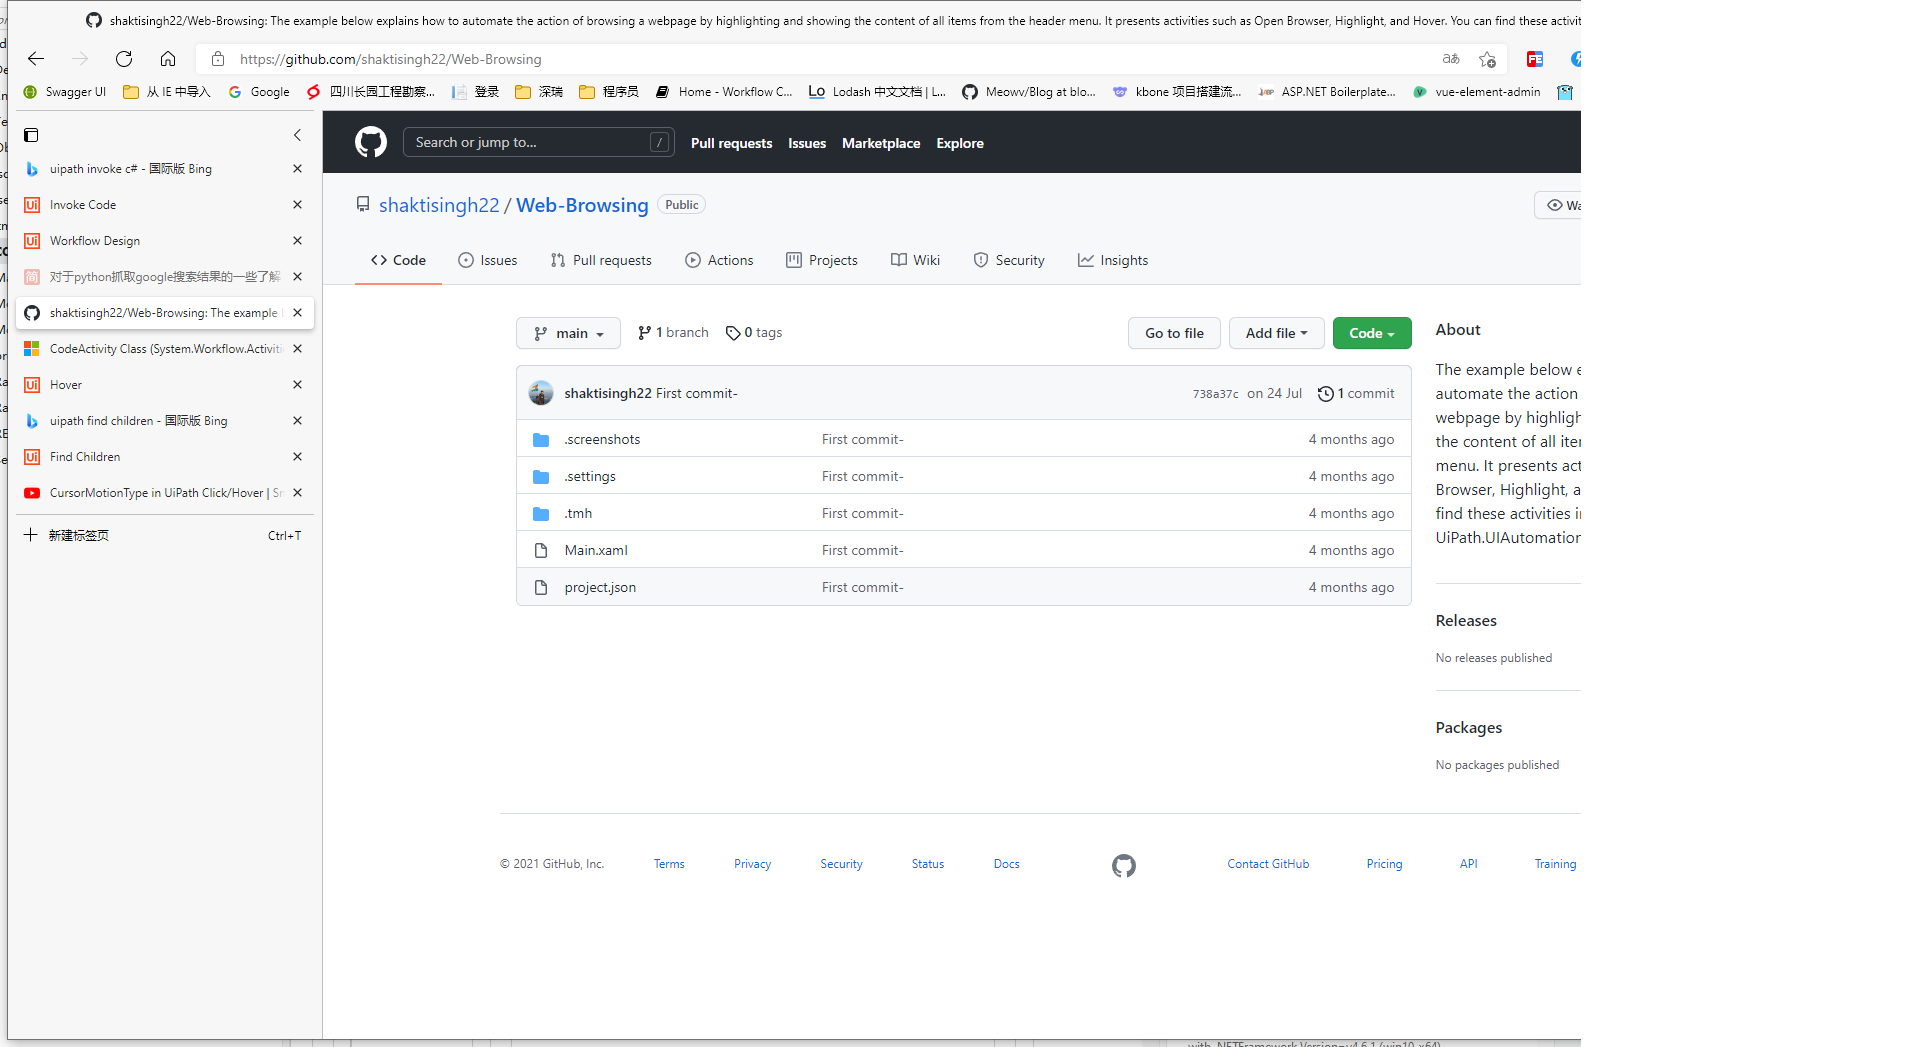 shaktisingh22/Web-Browsing: The example below explains how to automate the action of browsing a webpage by highlighting and showing the content of all items from the header menu. It presents activities such as Open Browser, Highlight, and Hover. You can find these activit
https://github.com/shaktisingh22/Web-Browsing
Swagger UI 从 IE 中导入 Google 四川长园工程勘察... 登录 深瑞 程序员 Home - Workflow C... Lodash 中文文档 | L... Meowv/Blog at blo... kbone 项目搭建流... ASP.NET Boilerplate... vue-element-admin
uipath invoke c# - 国际版 Bing
Invoke Code
Workflow Design
对于python抓取google搜索结果的一些了解
shaktisingh22/Web-Browsing: The example
CodeActivity Class (System.Workflow.Activiti
Hover
uipath find children - 国际版 Bing
Find Children
CursorMotionType in UiPath Click/Hover | Sr
新建标签页 Ctrl+T
Search or jump to... / Pull requests Issues Marketplace Explore
shaktisingh22 / Web-Browsing Public Wa
Code Issues Pull requests Actions Projects Wiki Security Insights
main 1 branch 0 tags Go to file Add file Code
shaktisingh22 First commit- 738a37c on 24 Jul 1 commit
.screenshots First commit- 4 months ago
.settings First commit- 4 months ago
.tmh First commit- 4 months ago
Main.xaml First commit- 4 months ago
project.json First commit- 4 months ago
About
The example below e
automate the action
webpage by highligh
the content of all iter
menu. It presents act
Browser, Highlight, a
find these activities i
UiPath.UIAutomation
Releases
No releases published
Packages
No packages published
© 2021 GitHub, Inc. Terms Privacy Security Status Docs Contact GitHub Pricing API Training
with .NETFramework,Version=v4.6.1 (win10-x64)